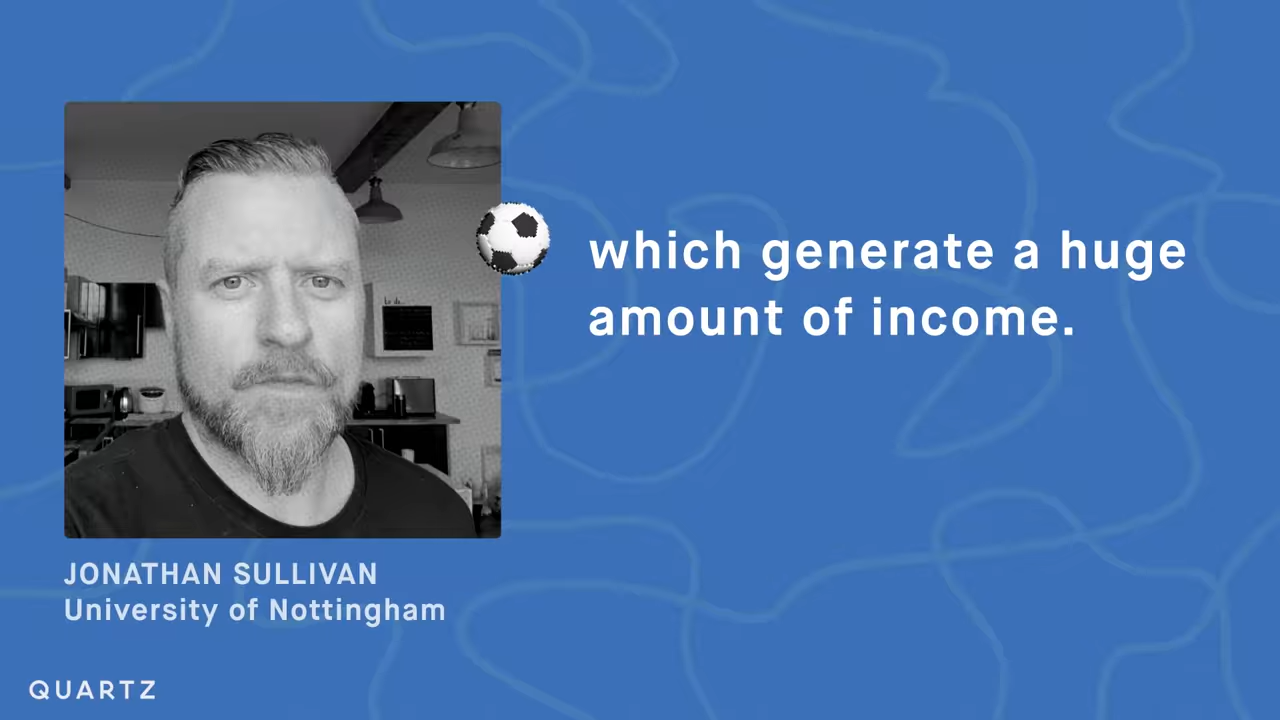 which generate a huge
amount of income.
JONATHAN SULLIVAN
University of Nottingham
QUARTZ